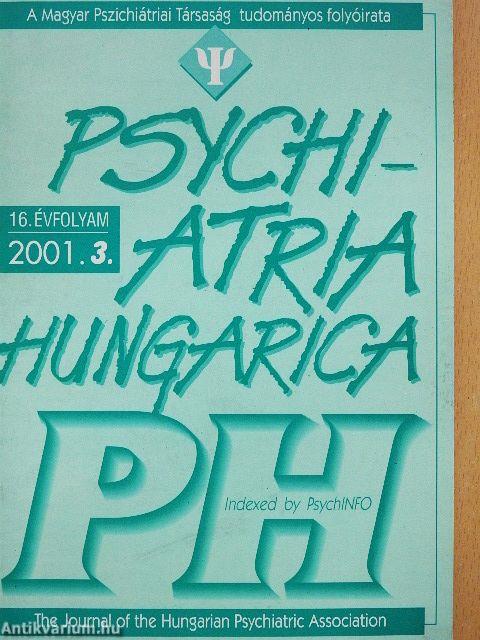 A Magyar Pszichiátriai Társaság tudományos folyóirata
Ψ
PSYCHI-
16. ÉVFOLYAM
2001. 3.
ATRIA
HUNGARICA
PH
Indexed by PsychINFO
The Journal of the Hungarian Psychiatric Association
Antikvárium.hu